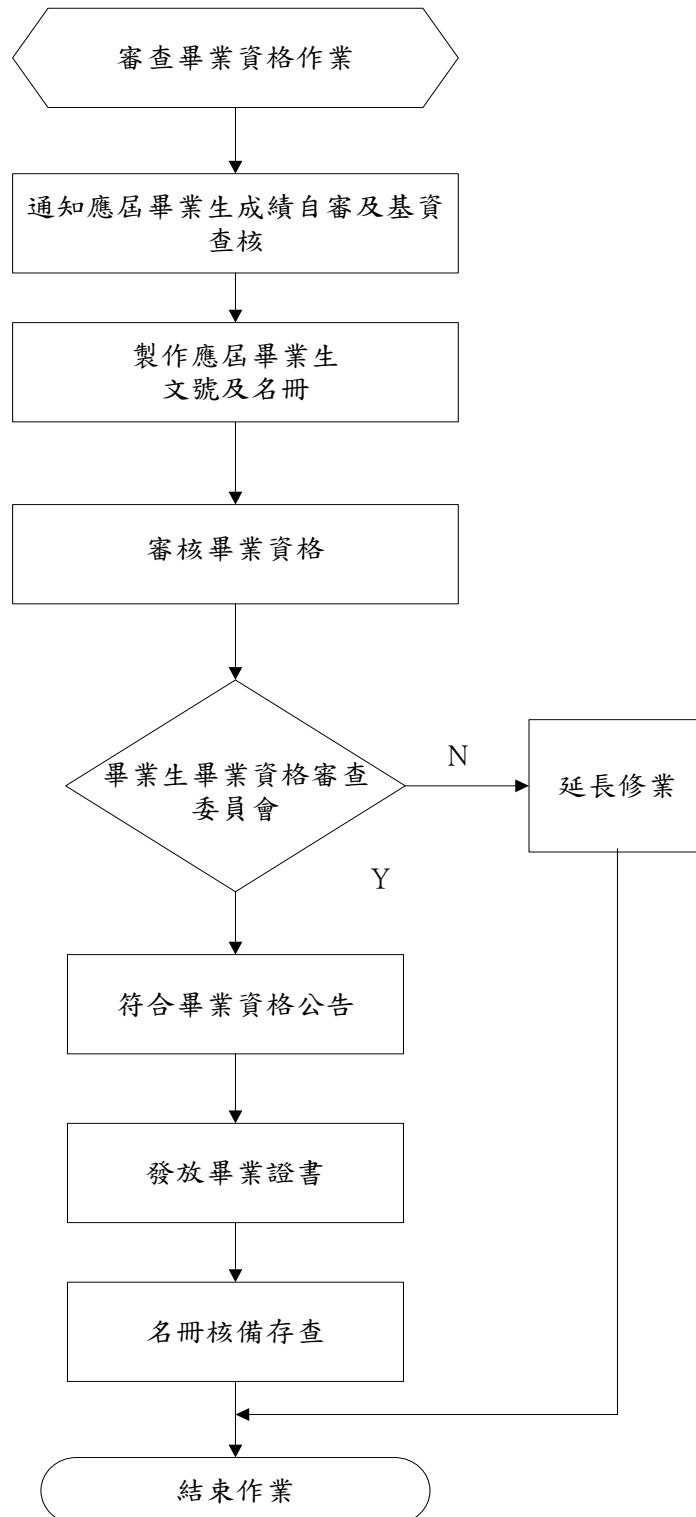 審查畢業資格作業
通知應屆畢業生成績自審及基資
查核
製作應屆畢業生
文號及名冊
審核畢業資格
畢業生畢業資格審查
委員會
N
延長修業
Y
符合畢業資格公告
發放畢業證書
名冊核備存查
結束作業